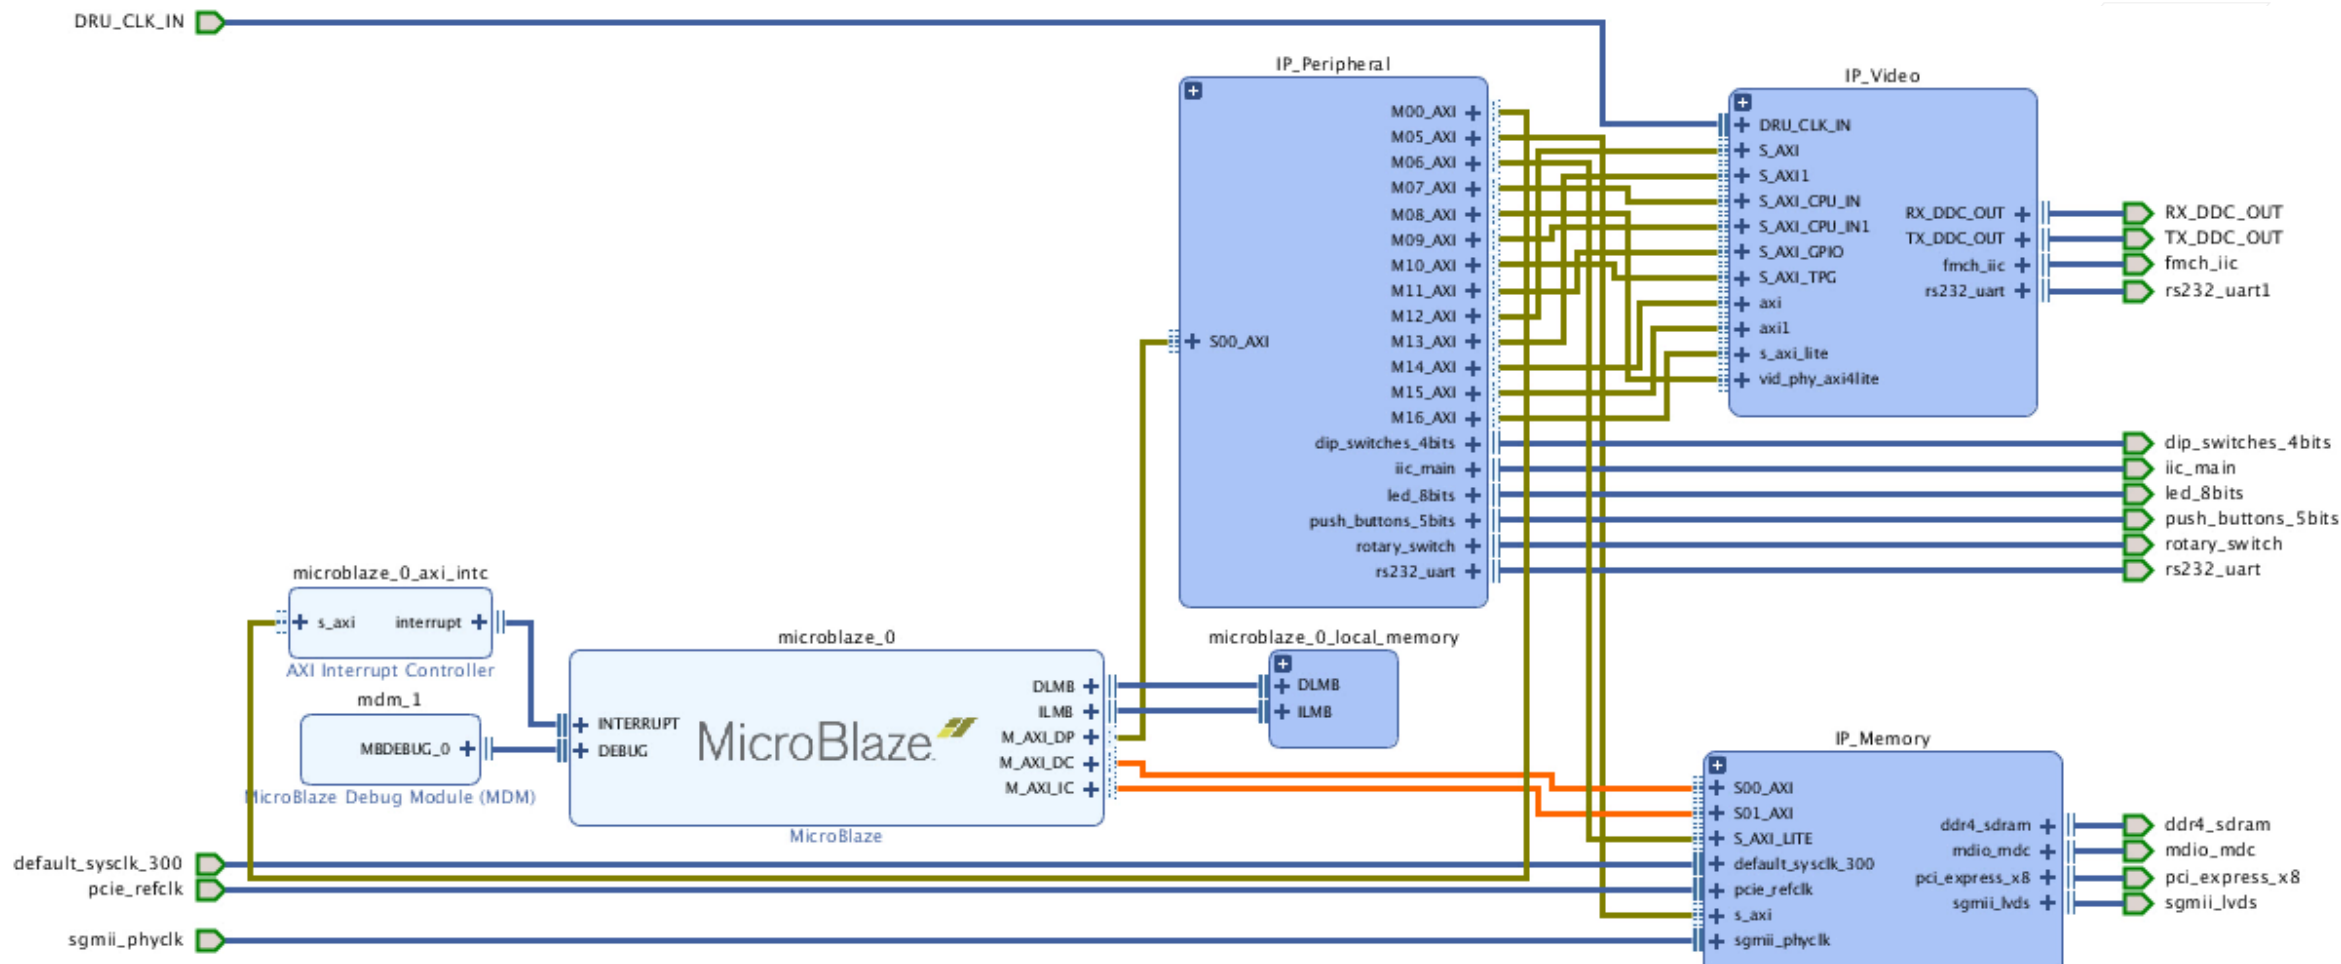 DRU_CLK_IN
IP_Peripheral
M00_AXI
M05_AXI
M06_AXI
M07_AXI
M08_AXI
M09_AXI
M10_AXI
M11_AXI
M12_AXI
S00_AXI
M13_AXI
M14_AXI
M15_AXI
M16_AXI
dip_switches_4bits
iic_main
led_8bits
push_buttons_5bits
rotary_switch
rs232_uart
IP_Video
DRU_CLK_IN
S_AXI
S_AXI1
S_AXI_CPU_IN
S_AXI_CPU_IN1
S_AXI_GPIO
S_AXI_TPG
axi
axi1
s_axi_lite
vid_phy_axi4lite
RX_DDC_OUT
TX_DDC_OUT
fmch_iic
rs232_uart
RX_DDC_OUT
TX_DDC_OUT
fmch_iic
rs232_uart1
dip_switches_4bits
iic_main
led_8bits
push_buttons_5bits
rotary_switch
rs232_uart
microblaze_0_axi_intc
s_axi interrupt
AXI Interrupt Controller
mdm_1
MBDEBUG_0
MicroBlaze Debug Module (MDM)
microblaze_0
INTERRUPT
DEBUG
MicroBlaze.
DLMB
ILMB
M_AXI_DP
M_AXI_DC
M_AXI_IC
MicroBlaze
microblaze_0_local_memory
DLMB
ILMB
default_sysclk_300
pcie_refclk
sgmii_phyclk
IP_Memory
S00_AXI
S01_AXI
S_AXI_LITE
default_sysclk_300
pcie_refclk
s_axi
sgmii_phyclk
ddr4_sdram
mdio_mdc
pci_express_x8
sgmii_lvds
ddr4_sdram
mdio_mdc
pci_express_x8
sgmii_lvds